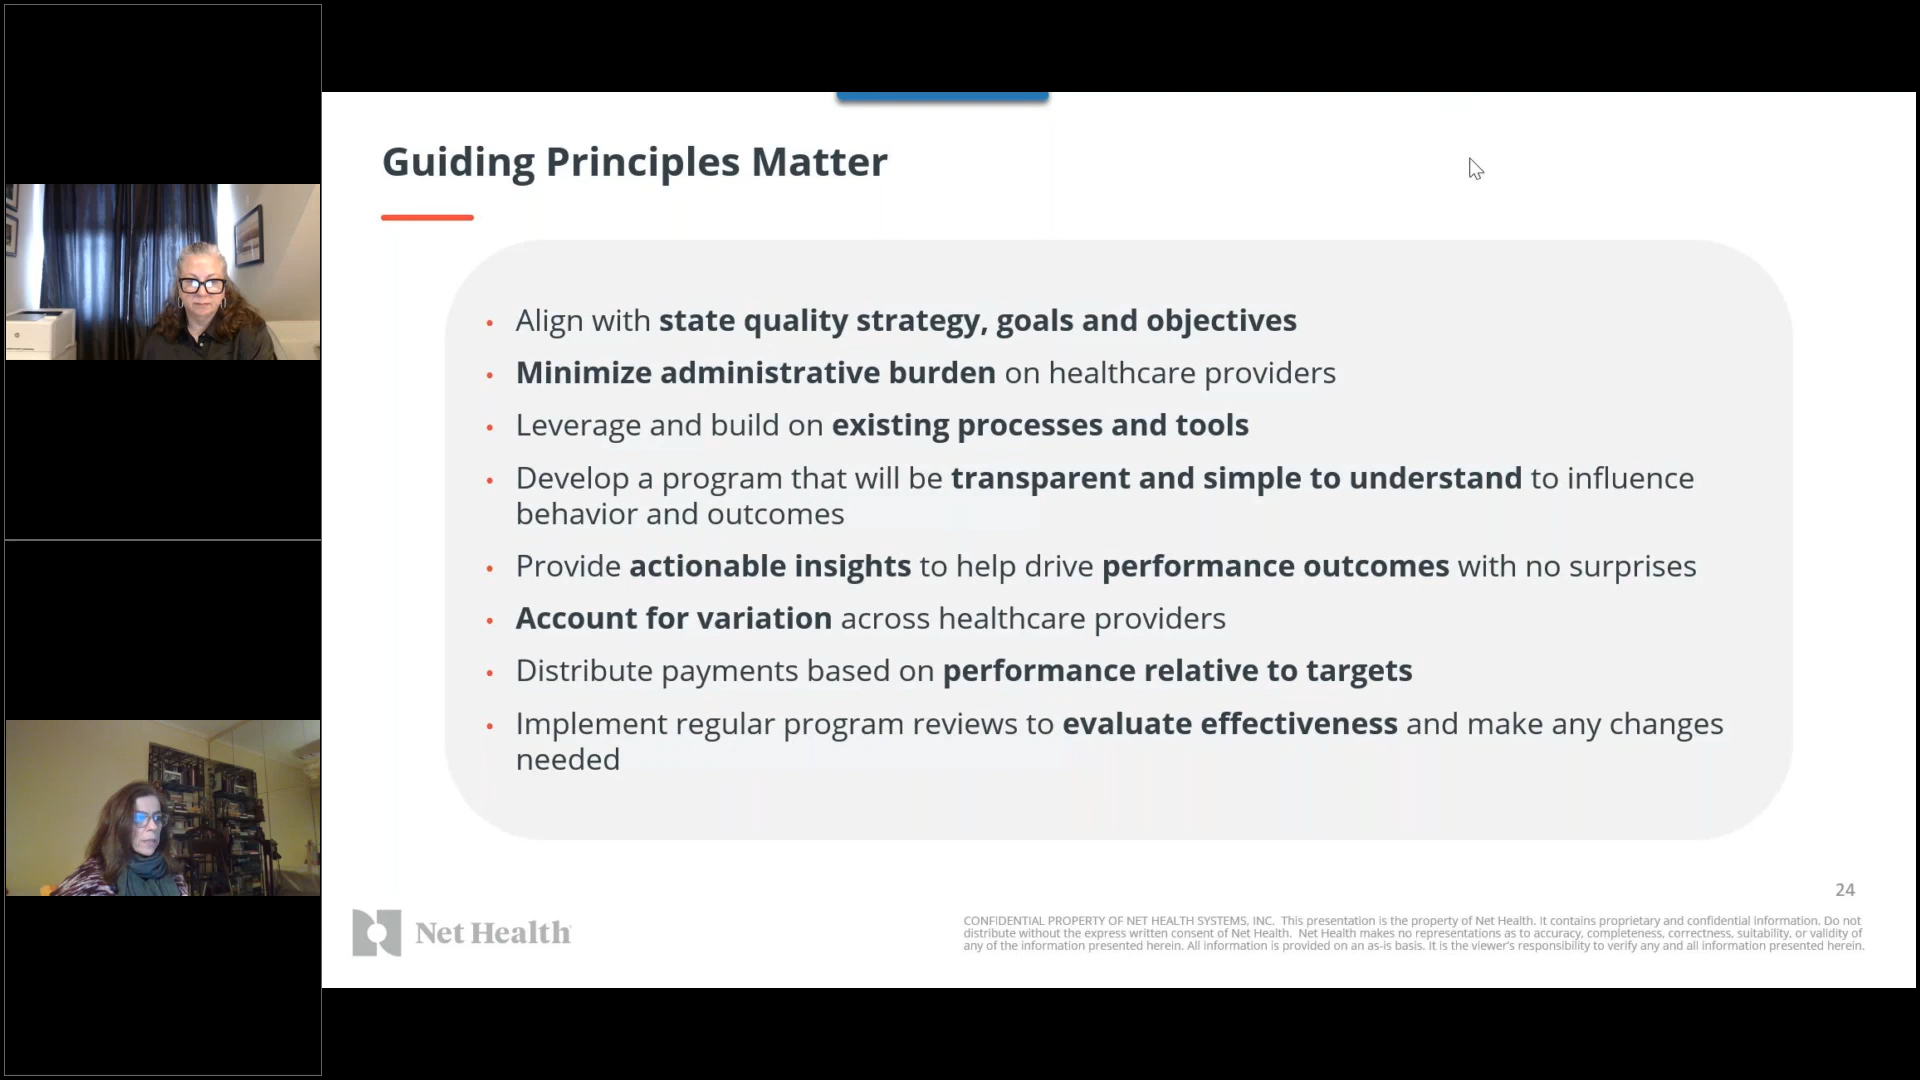 Guiding Principles Matter
• Align with state quality strategy, goals and objectives
• Minimize administrative burden on healthcare providers
• Leverage and build on existing processes and tools
• Develop a program that will be transparent and simple to understand to influence
behavior and outcomes
• Provide actionable insights to help drive performance outcomes with no surprises
• Account for variation across healthcare providers
• Distribute payments based on performance relative to targets
• Implement regular program reviews to evaluate effectiveness and make any changes
needed
24
Net Health
CONFIDENTIAL PROPERTY OF NET HEALTH SYSTEMS, INC. This presentation is the property of Net Health. It contains proprietary and confidential information. Do not
distribute without the express written consent of Net Health. Net Health makes no representations as to accuracy, completeness, correctness, suitability, or validity of
any of the information presented herein. All information is provided on an as-is basis. It is the viewer's responsibility to verify any and all information presented herein.